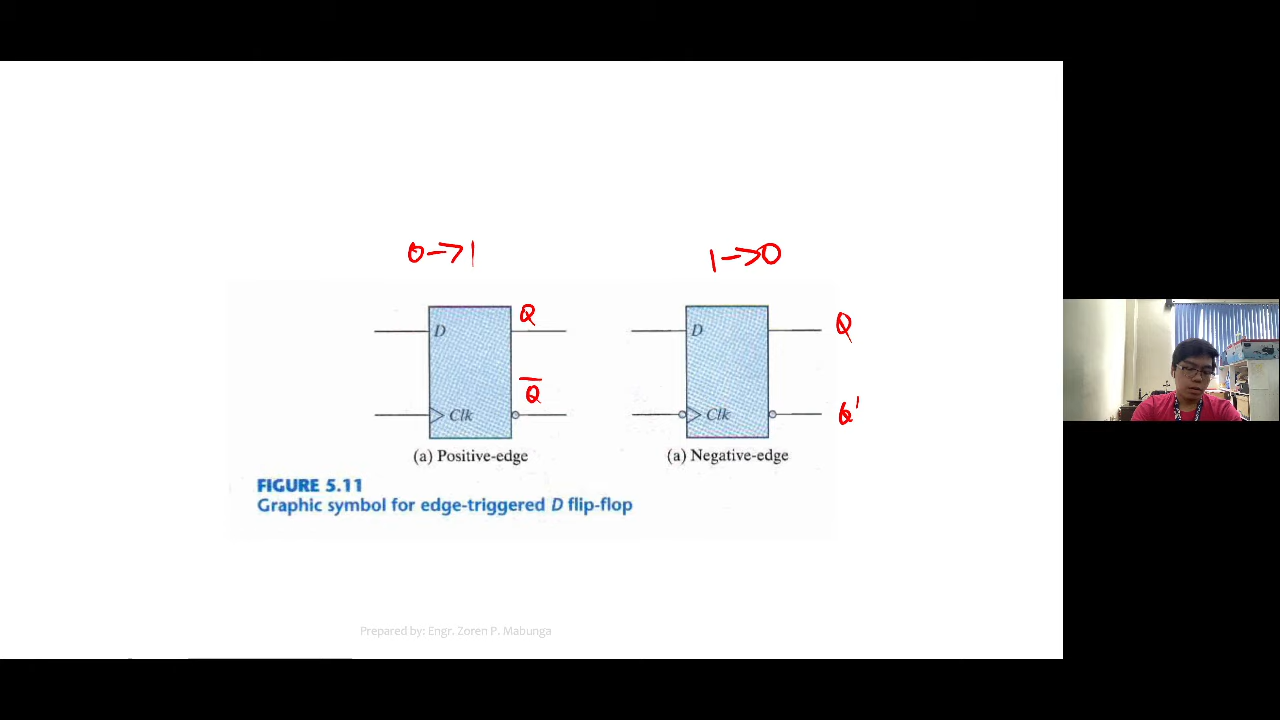 0→1
1→0
D
Q
Q̅
Clk
(a) Positive-edge
D
Q
Q'
Clk
(a) Negative-edge
FIGURE 5.11
Graphic symbol for edge-triggered D flip-flop
Prepared by: Engr. Zoren P. Mabunga